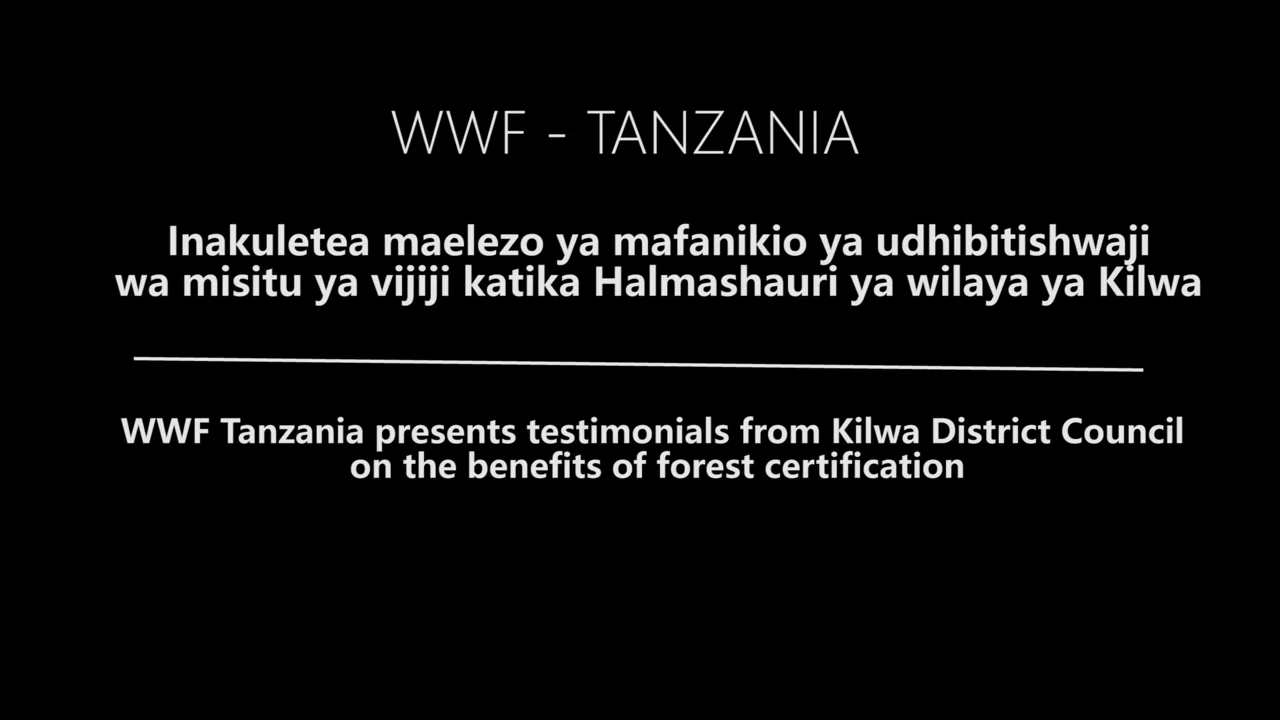 WWF - TANZANIA
Inakuletea maelezo ya mafanikio ya udhibitishwaji
wa misitu ya vijiji katika Halmashauri ya wilaya ya Kilwa
WWF Tanzania presents testimonials from Kilwa District Council
on the benefits of forest certification